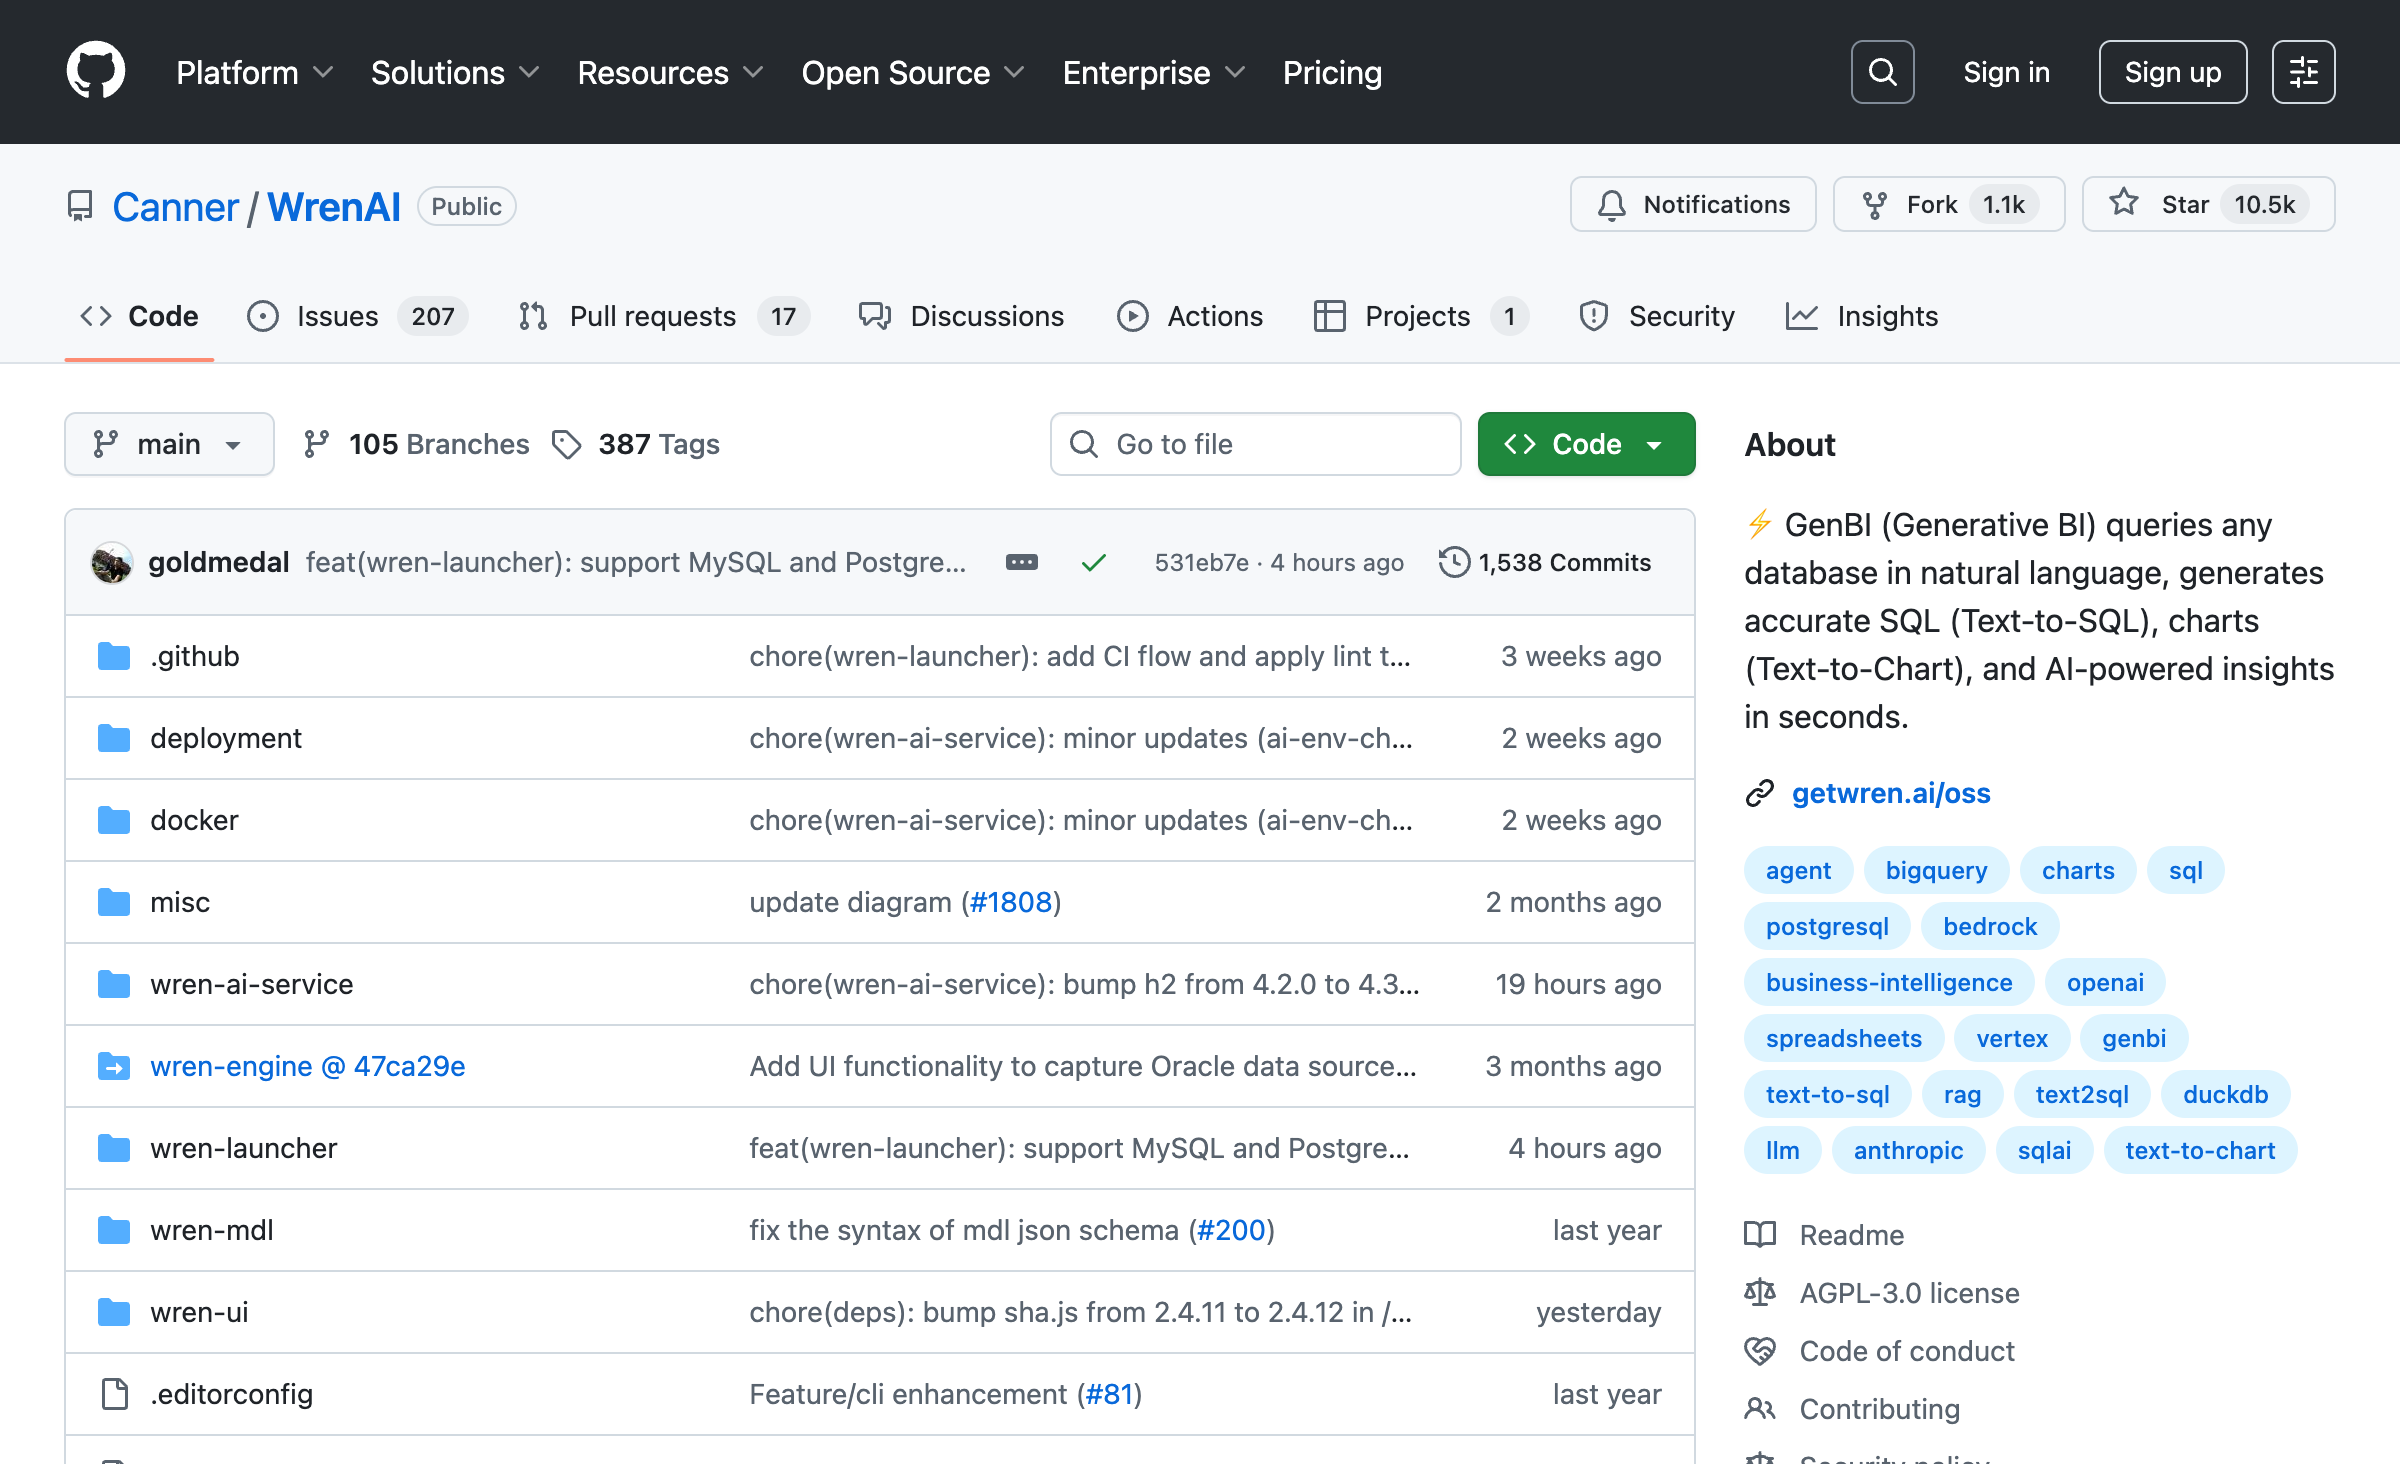 Platform Solutions Resources Open Source Enterprise Pricing Sign in Sign up
Canner / WrenAI Public Notifications Fork 1.1k Star 10.5k
Code Issues 207 Pull requests 17 Discussions Actions Projects 1 Security Insights
main 105 Branches 387 Tags Go to file Code
goldmedal feat(wren-launcher): support MySQL and Postgre... 531eb7e · 4 hours ago 1,538 Commits
.github chore(wren-launcher): add CI flow and apply lint t... 3 weeks ago
deployment chore(wren-ai-service): minor updates (ai-env-ch... 2 weeks ago
docker chore(wren-ai-service): minor updates (ai-env-ch... 2 weeks ago
misc update diagram (#1808) 2 months ago
wren-ai-service chore(wren-ai-service): bump h2 from 4.2.0 to 4.3... 19 hours ago
wren-engine @ 47ca29e Add UI functionality to capture Oracle data source... 3 months ago
wren-launcher feat(wren-launcher): support MySQL and Postgre... 4 hours ago
wren-mdl fix the syntax of mdl json schema (#200) last year
wren-ui chore(deps): bump sha.js from 2.4.11 to 2.4.12 in /... yesterday
.editorconfig Feature/cli enhancement (#81) last year
About
⚡ GenBI (Generative BI) queries any
database in natural language, generates
accurate SQL (Text-to-SQL), charts
(Text-to-Chart), and AI-powered insights
in seconds.
getwren.ai/oss
agent bigquery charts sql
postgresql bedrock
business-intelligence openai
spreadsheets vertex genbi
text-to-sql rag text2sql duckdb
llm anthropic sqlai text-to-chart
Readme
AGPL-3.0 license
Code of conduct
Contributing
Security policy